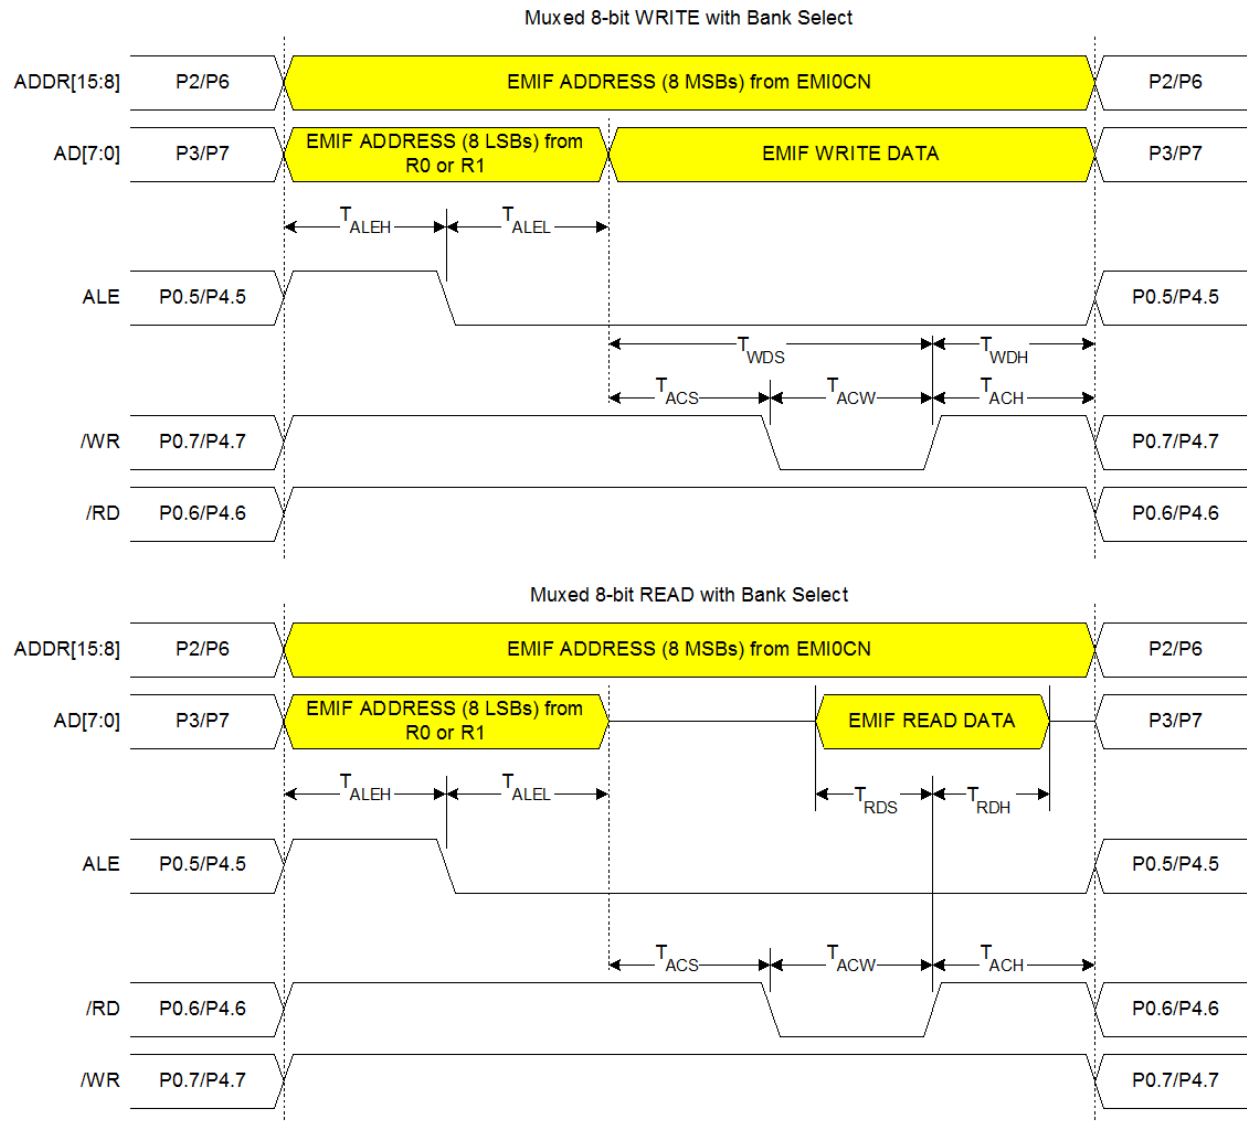 Muxed 8-bit WRITE with Bank Select
ADDR[15:8] P2/P6 EMIF ADDRESS (8 MSBs) from EMI0CN P2/P6
AD[7:0] P3/P7 EMIF ADDRESS (8 LSBs) from R0 or R1 EMIF WRITE DATA P3/P7
TALEH TALEL
ALE P0.5/P4.5 P0.5/P4.5
TWDS TWDH
TACS TACW TACH
/WR P0.7/P4.7 P0.7/P4.7
/RD P0.6/P4.6 P0.6/P4.6
Muxed 8-bit READ with Bank Select
ADDR[15:8] P2/P6 EMIF ADDRESS (8 MSBs) from EMI0CN P2/P6
AD[7:0] P3/P7 EMIF ADDRESS (8 LSBs) from R0 or R1 EMIF READ DATA P3/P7
TALEH TALEL TRDS TRDH
ALE P0.5/P4.5 P0.5/P4.5
TACS TACW TACH
/RD P0.6/P4.6 P0.6/P4.6
/WR P0.7/P4.7 P0.7/P4.7